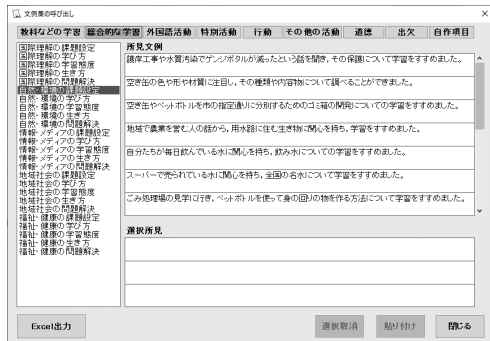 文例集の呼び出し
教科などの学習 総合的な学習 外国語活動 特別活動 行動 その他の活動 道徳 出欠 自作項目
国際理解の課題設定
国際理解の学び方
国際理解の学習態度
国際理解の生き方
国際理解の問題解決
自然・環境の課題設定
自然・環境の学び方
自然・環境の学習態度
自然・環境の生き方
自然・環境の問題解決
情報・メディアの課題設定
情報・メディアの学び方
情報・メディアの学習態度
情報・メディアの生き方
情報・メディアの問題解決
地域社会の課題設定
地域社会の学び方
地域社会の学習態度
地域社会の生き方
地域社会の問題解決
福祉・健康の課題設定
福祉・健康の学び方
福祉・健康の学習態度
福祉・健康の生き方
福祉・健康の問題解決
所見文例
護岸工事や水質汚染でゲンジボタルが減ったという話を聞き，その保護について学習をすすめました。
空き缶の色や形や材質に注目し，その種類や内容物について調べることができました。
空き缶やペットボトルを市の指定通りに分別するためのゴミ箱の開発についての学習をすすめました。
地域で農業を営む人の話から，用水路に住む生き物に関心を持ち，学習をすすめました。
自分たちが毎日飲んでいる水に関心を持ち，飲み水についての学習をすすめました。
スーパーで売られている水に関心を持ち，全国の名水について学習をすすめました。
ごみ処理場の見学に行き，ペットボトルを使って身の回りの物を作る方法について学習をすすめました。
選択所見
Excel出力 選択取消 貼り付け 閉じる